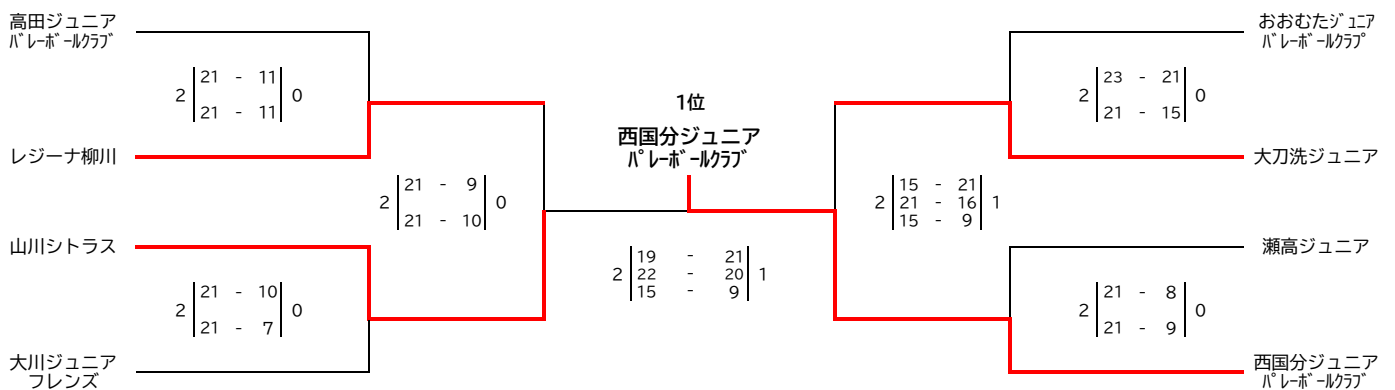 高田ジュニア
ﾊﾞﾚｰﾎﾞｰﾙｸﾗﾌﾞ
2 21 - 11 0
21 - 11
レジーナ柳川
2 21 - 9 0
21 - 10
山川シトラス
2 21 - 10 0
21 - 7
大川ジュニア
フレンズ
1位
西国分ジュニア
ﾊﾟﾚｰﾎﾞｰﾙｸﾗﾌﾞ
19 - 21
2 22 - 20 1
15 - 9
おおむたｼﾞｭﾆｱ
ﾊﾞﾚｰﾎﾞｰﾙｸﾗﾌﾟ
2 23 - 21 0
21 - 15
大刀洗ジュニア
15 - 21
2 21 - 16 1
15 - 9
瀬高ジュニア
2 21 - 8 0
21 - 9
西国分ジュニア
ﾊﾟﾚｰﾎﾞｰﾙｸﾗﾌﾞ